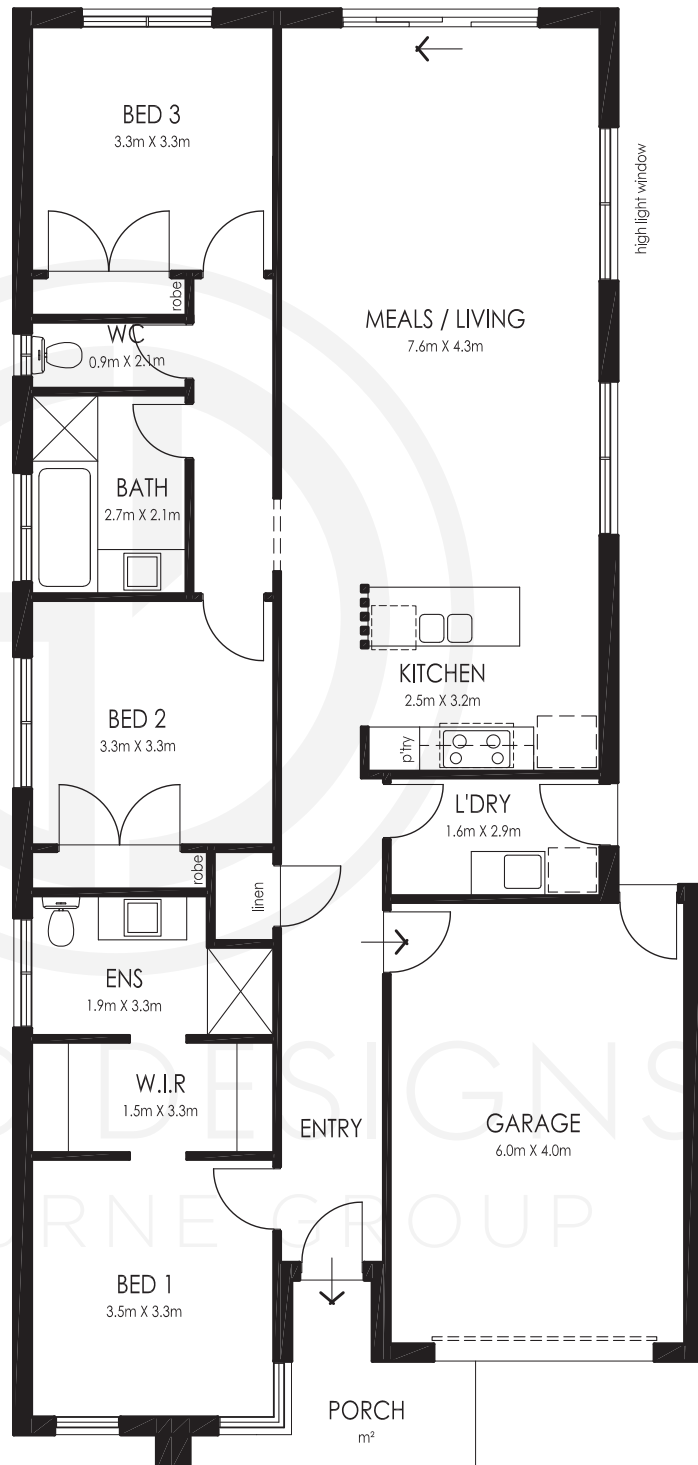 BED 3
3.3m X 3.3m
high light window
robe
WC
0.9m X 2.1m
MEALS / LIVING
7.6m X 4.3m
BATH
2.7m X 2.1m
KITCHEN
2.5m X 3.2m
BED 2
3.3m X 3.3m
p'try
L'DRY
1.6m X 2.9m
robe
linen
ENS
1.9m X 3.3m
W.I.R
1.5m X 3.3m
DESIGNS
ENTRY
GARAGE
6.0m X 4.0m
GROUP
BED 1
3.5m X 3.3m
PORCH
m²